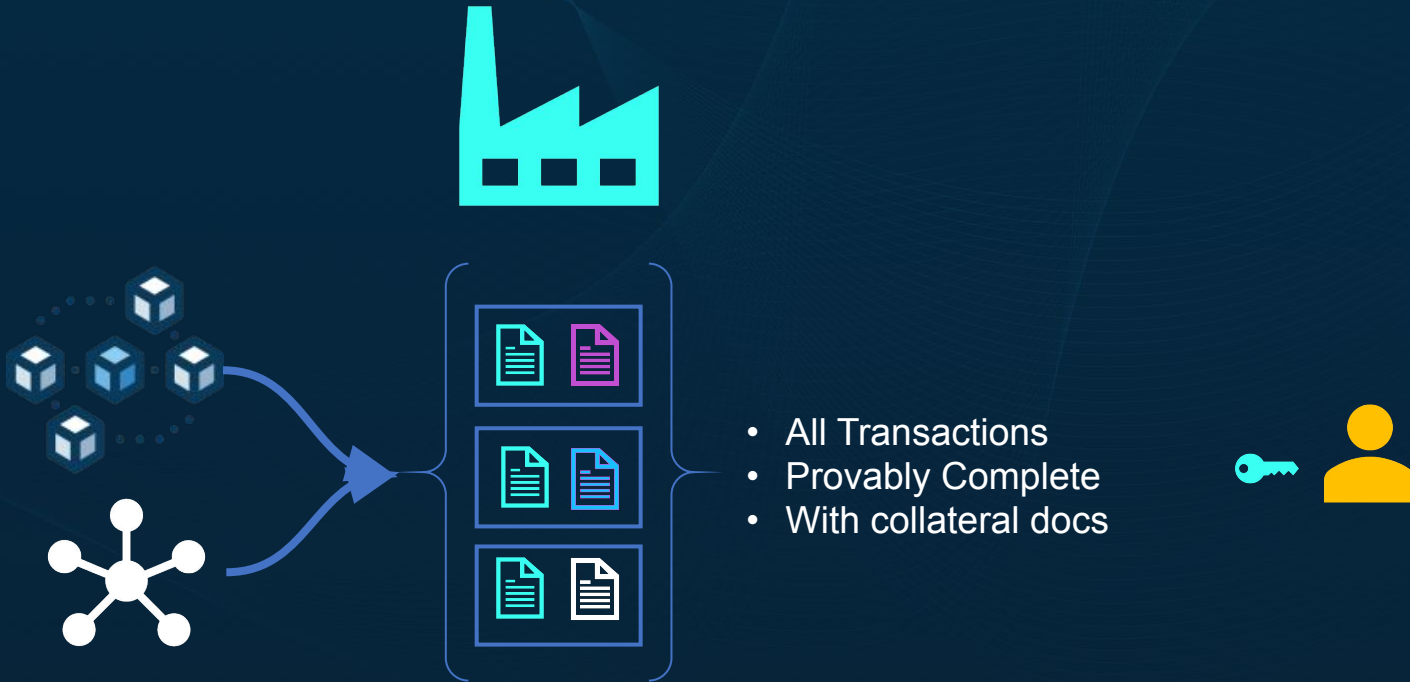 • All Transactions
• Provably Complete
• With collateral docs